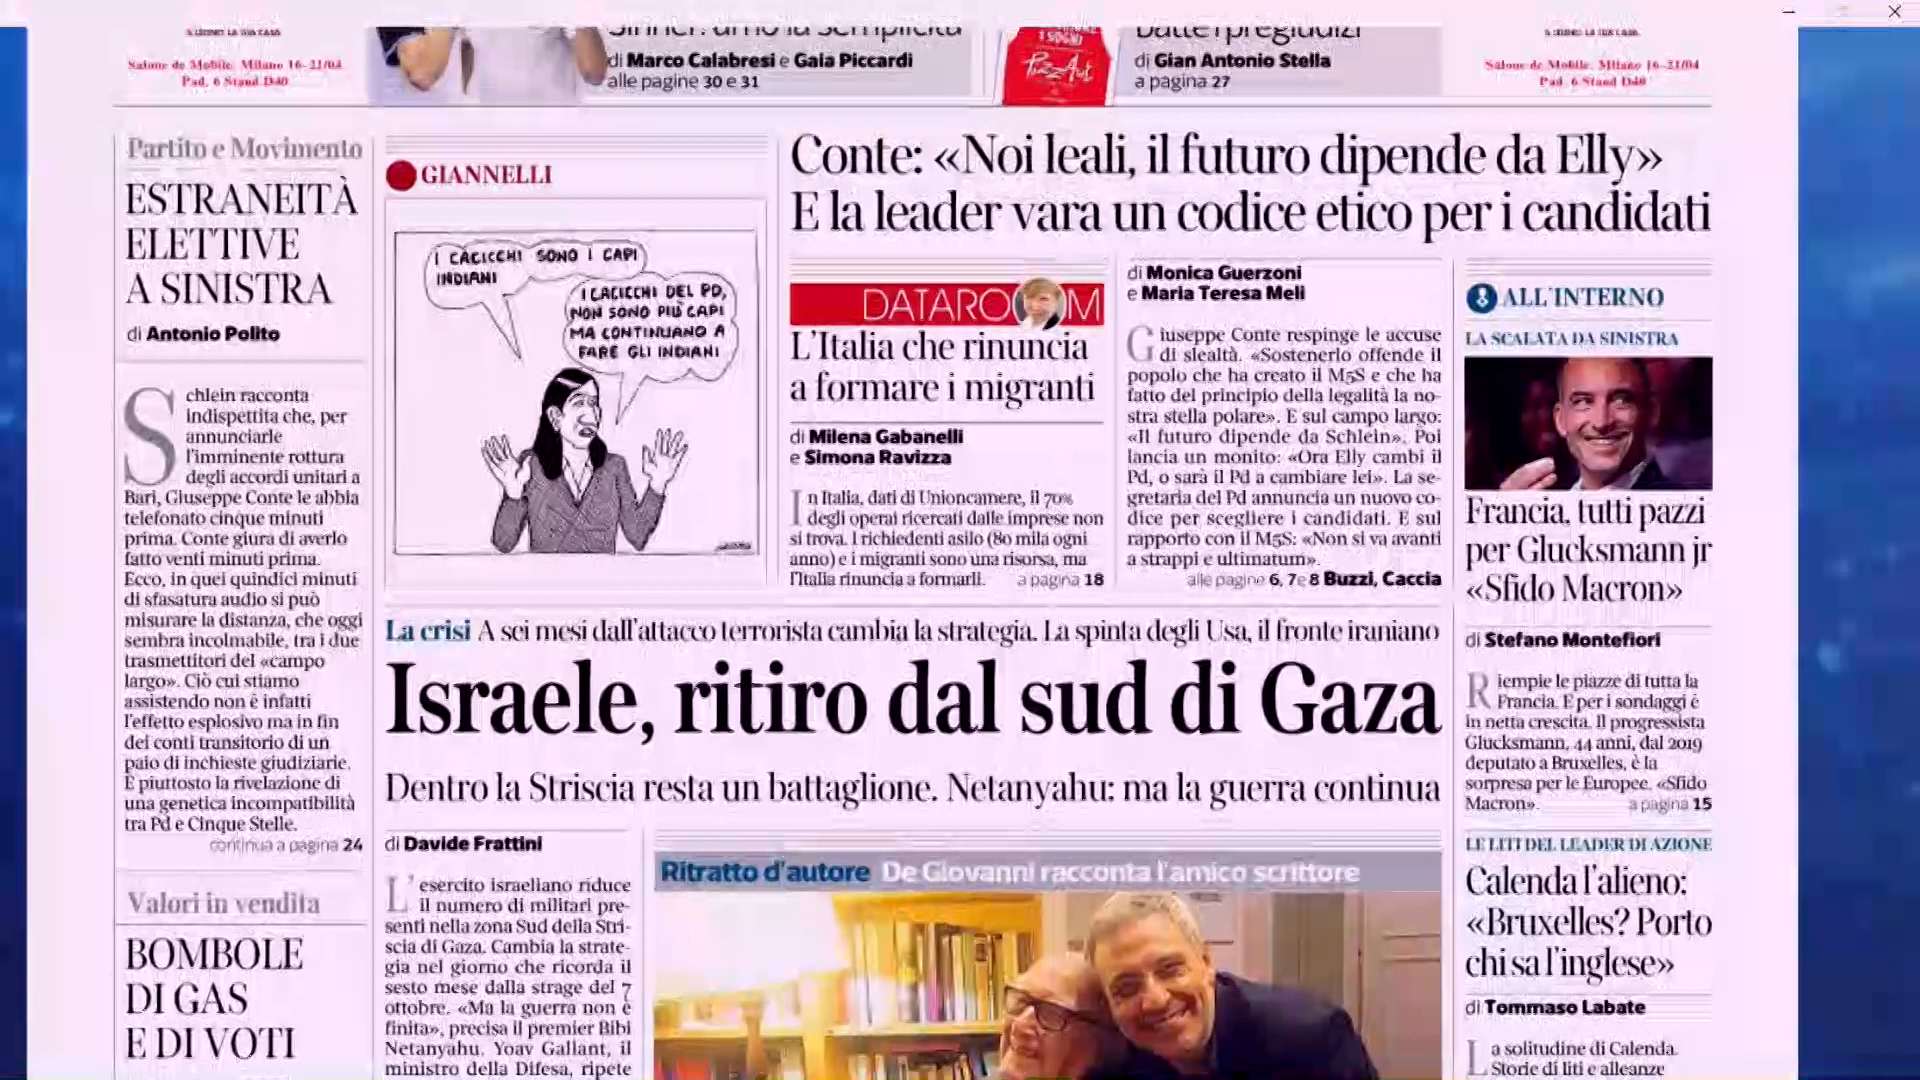 Salone de Mobile. Milano 16-21/04
Pad. 6 Stand D40
di Marco Calabresi e Gaia Piccardi
alle pagine 30 e 31
I SOGNI
PizzAut
Batte i pregiudizi
di Gian Antonio Stella
a pagina 27
Salone de Mobile. Milano 16-21/04
Pad. 6 Stand D40
Partito e Movimento
ESTRANEITÀ
ELETTIVE
A SINISTRA
di Antonio Polito
Schlein racconta
indispettita che, per
annunciarle
l'imminente rottura
degli accordi unitari a
Bari, Giuseppe Conte le abbia
telefonato cinque minuti
prima. Conte giura di averlo
fatto venti minuti prima.
Ecco, in quei quindici minuti
di sfasatura audio si può
misurare la distanza, che oggi
sembra incolmabile, tra i due
trasmettitori del «campo
largo». Ciò cui stiamo
assistendo non è infatti
l'effetto esplosivo ma in fin
dei conti transitorio di un
paio di inchieste giudiziarie.
È piuttosto la rivelazione di
una genetica incompatibilità
tra Pd e Cinque Stelle.
continua a pagina 24
Valori in vendita
BOMBOLE
DI GAS
E DI VOTI
GIANNELLI
I CACICCHI SONO I CAPI
INDIANI
I CACICCHI DEL PD,
NON SONO PIÙ CAPI
MA CONTINUANO A
FARE GLI INDIANI
Conte: «Noi leali, il futuro dipende da Elly»
E la leader vara un codice etico per i candidati
DATAROOM
L'Italia che rinuncia
a formare i migranti
di Milena Gabanelli
e Simona Ravizza
In Italia, dati di Unioncamere, il 70%
degli operai ricercati dalle imprese non
si trova. I richiedenti asilo (80 mila ogni
anno) e i migranti sono una risorsa, ma
l'Italia rinuncia a formarli. a pagina 18
di Monica Guerzoni
e Maria Teresa Meli
Giuseppe Conte respinge le accuse
di slealtà. «Sostenerlo offende il
popolo che ha creato il M5S e che ha
fatto del principio della legalità la no-
stra stella polare». E sul campo largo:
«Il futuro dipende da Schlein». Poi
lancia un monito: «Ora Elly cambi il
Pd, o sarà il Pd a cambiare lei». La se-
gretaria del Pd annuncia un nuovo co-
dice per scegliere i candidati. E sul
rapporto con il M5S: «Non si va avanti
a strappi e ultimatum».
alle pagine 6, 7 e 8 Buzzi, Caccia
La crisi A sei mesi dall'attacco terrorista cambia la strategia. La spinta degli Usa, il fronte iraniano
Israele, ritiro dal sud di Gaza
Dentro la Striscia resta un battaglione. Netanyahu: ma la guerra continua
di Davide Frattini
L'esercito israeliano riduce
il numero di militari pre-
senti nella zona Sud della Stri-
scia di Gaza. Cambia la strate-
gia nel giorno che ricorda il
sesto mese dalla strage del 7
ottobre. «Ma la guerra non è
finita», precisa il premier Bibi
Netanyahu. Yoav Gallant, il
ministro della Difesa, ripete
Ritratto d'autore De Giovanni racconta l'amico scrittore
ALL'INTERNO
LA SCALATA DA SINISTRA
Francia, tutti pazzi
per Glucksmann jr
«Sfido Macron»
di Stefano Montefiori
Riempie le piazze di tutta la
Francia. E per i sondaggi è
in netta crescita. Il progressista
Glucksmann, 44 anni, dal 2019
deputato a Bruxelles, è la
sorpresa per le Europee. «Sfido
Macron». a pagina 15
LE LITI DEL LEADER DI AZIONE
Calenda l'alieno:
«Bruxelles? Porto
chi sa l'inglese»
di Tommaso Labate
La solitudine di Calenda.
Storie di liti e alleanze